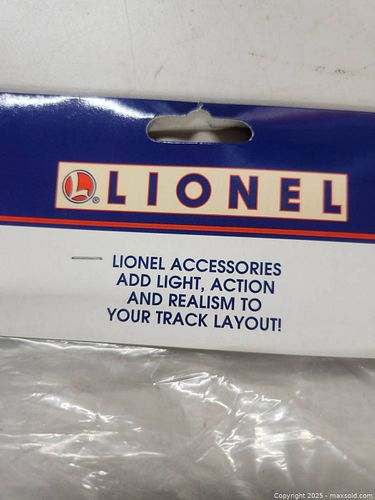 L ® LIONEL
LIONEL ACCESSORIES
ADD LIGHT, ACTION
AND REALISM TO
YOUR TRACK LAYOUT!
Copyright 2025 - maxsold.com